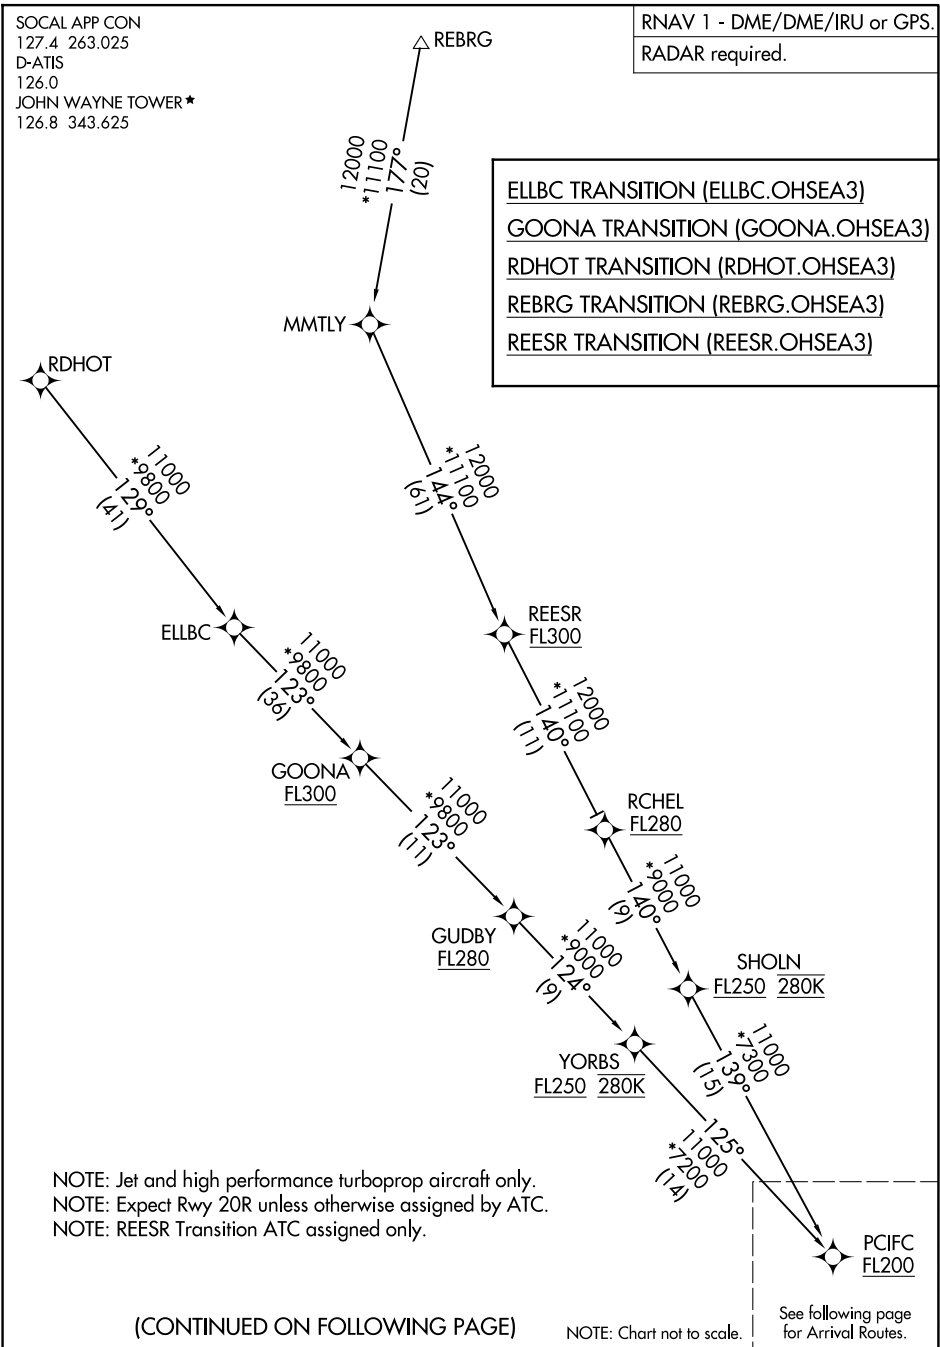 SOCAL APP CON
127.4 263.025
D-ATIS
126.0
JOHN WAYNE TOWER★
126.8 343.625
RNAV 1 - DME/DME/IRU or GPS.
RADAR required.
REBRG
12000
*11100
177°
(20)
ELLBC TRANSITION (ELLBC.OHSEA3)
GOONA TRANSITION (GOONA.OHSEA3)
RDHOT TRANSITION (RDHOT.OHSEA3)
REBRG TRANSITION (REBRG.OHSEA3)
REESR TRANSITION (REESR.OHSEA3)
MMTLY
RDHOT
11000
*9800
129°
(41)
12000
*11100
144°
(61)
ELLBC
REESR
FL300
11000
*9800
123°
(36)
12000
*11100
140°
(11)
GOONA
FL300
11000
*9800
123°
(11)
RCHEL
FL280
11000
*9000
140°
(9)
GUDBY
FL280
11000
*9000
124°
(9)
SHOLN
FL250 280K
11000
*7300
139°
(15)
YORBS
FL250 280K
125°
11000
*7200
(14)
NOTE: Jet and high performance turboprop aircraft only.
NOTE: Expect Rwy 20R unless otherwise assigned by ATC.
NOTE: REESR Transition ATC assigned only.
PCIFC
FL200
(CONTINUED ON FOLLOWING PAGE)
NOTE: Chart not to scale.
See following page
for Arrival Routes.